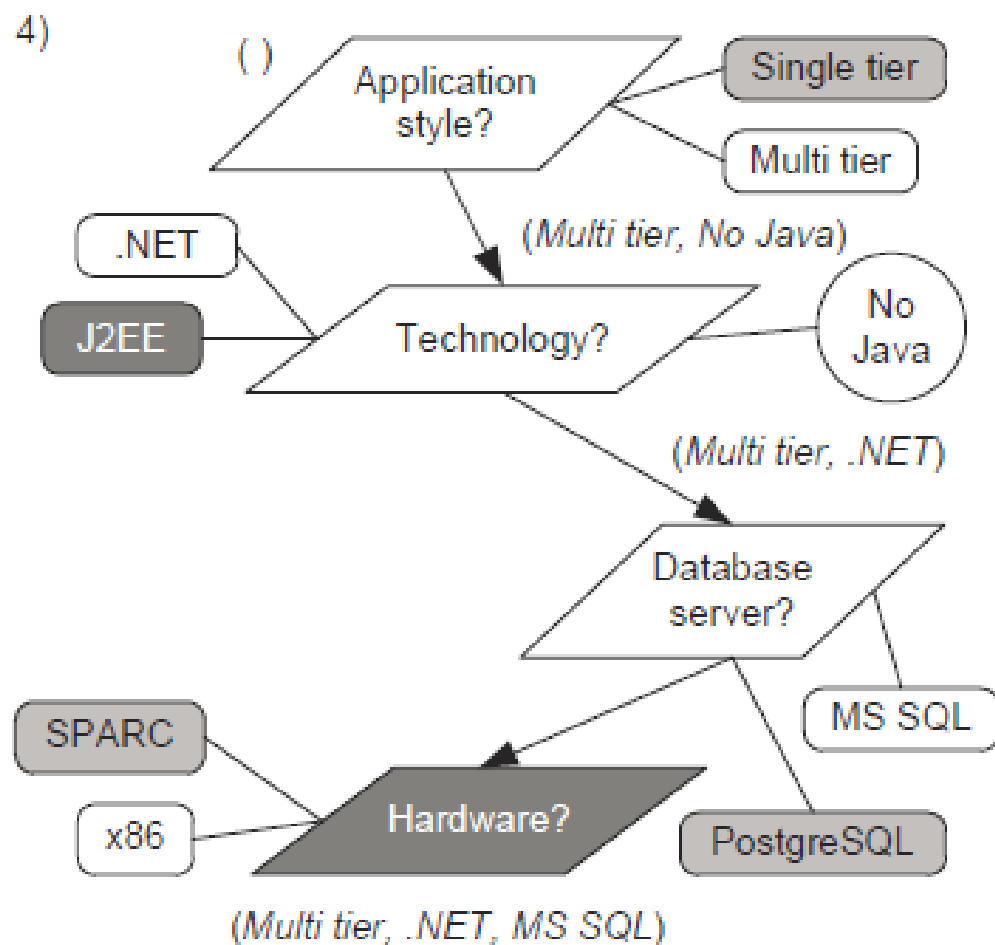 4)
( )
Application
style?
Single tier
Multi tier
(Multi tier, No Java)
.NET
J2EE
Technology?
No
Java
(Multi tier, .NET)
Database
server?
MS SQL
SPARC
x86
Hardware?
PostgreSQL
(Multi tier, .NET, MS SQL)